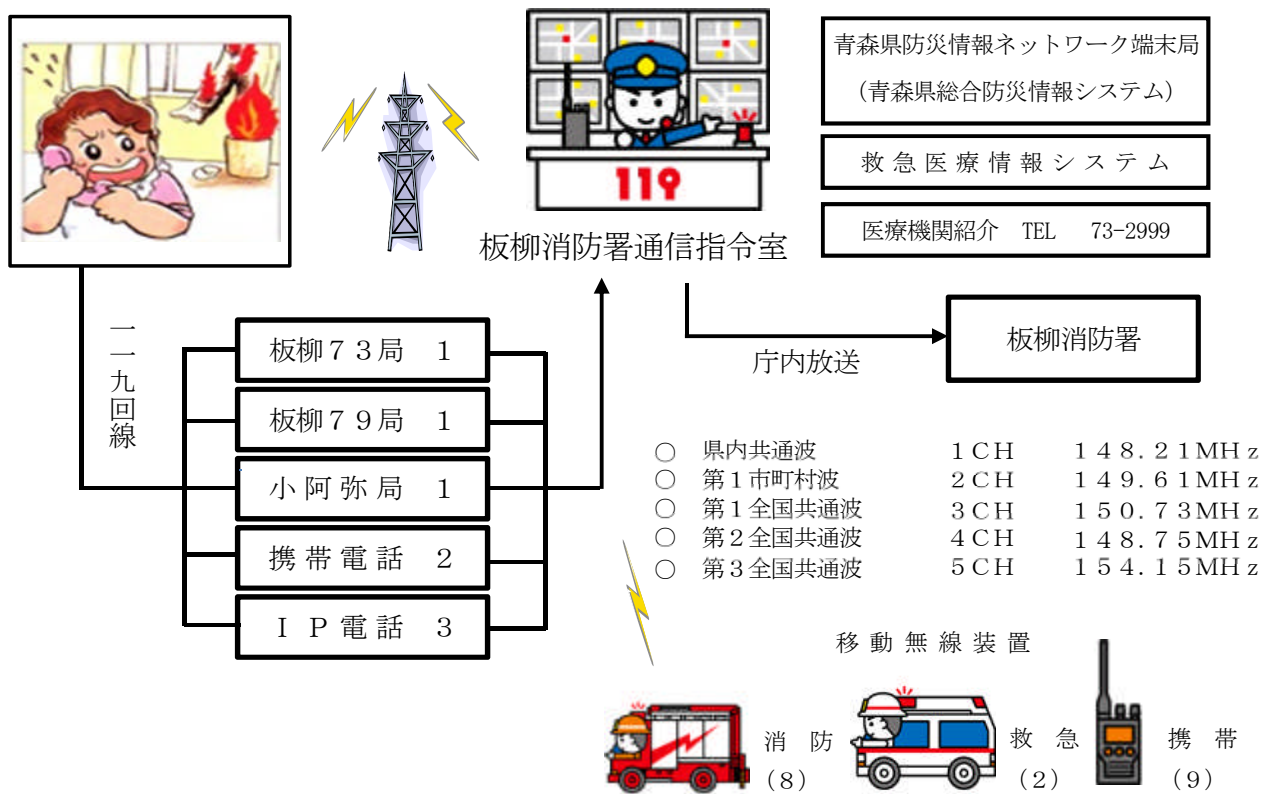 青森県防災情報ネットワーク端末局
(青森県総合防災情報システム)
救急医療情報システム
医療機関紹介 TEL 73-2999
119
板柳消防署通信指令室
一一九回線
板柳73局 1
板柳79局 1
小阿弥局 1
携帯電話 2
IP電話 3
庁内放送
板柳消防署
○ 県内共通波 1CH 148.21MHz
○ 第1市町村波 2CH 149.61MHz
○ 第1全国共通波 3CH 150.73MHz
○ 第2全国共通波 4CH 148.75MHz
○ 第3全国共通波 5CH 154.15MHz
移動無線装置
消防
(8)
救急
(2)
携帯
(9)